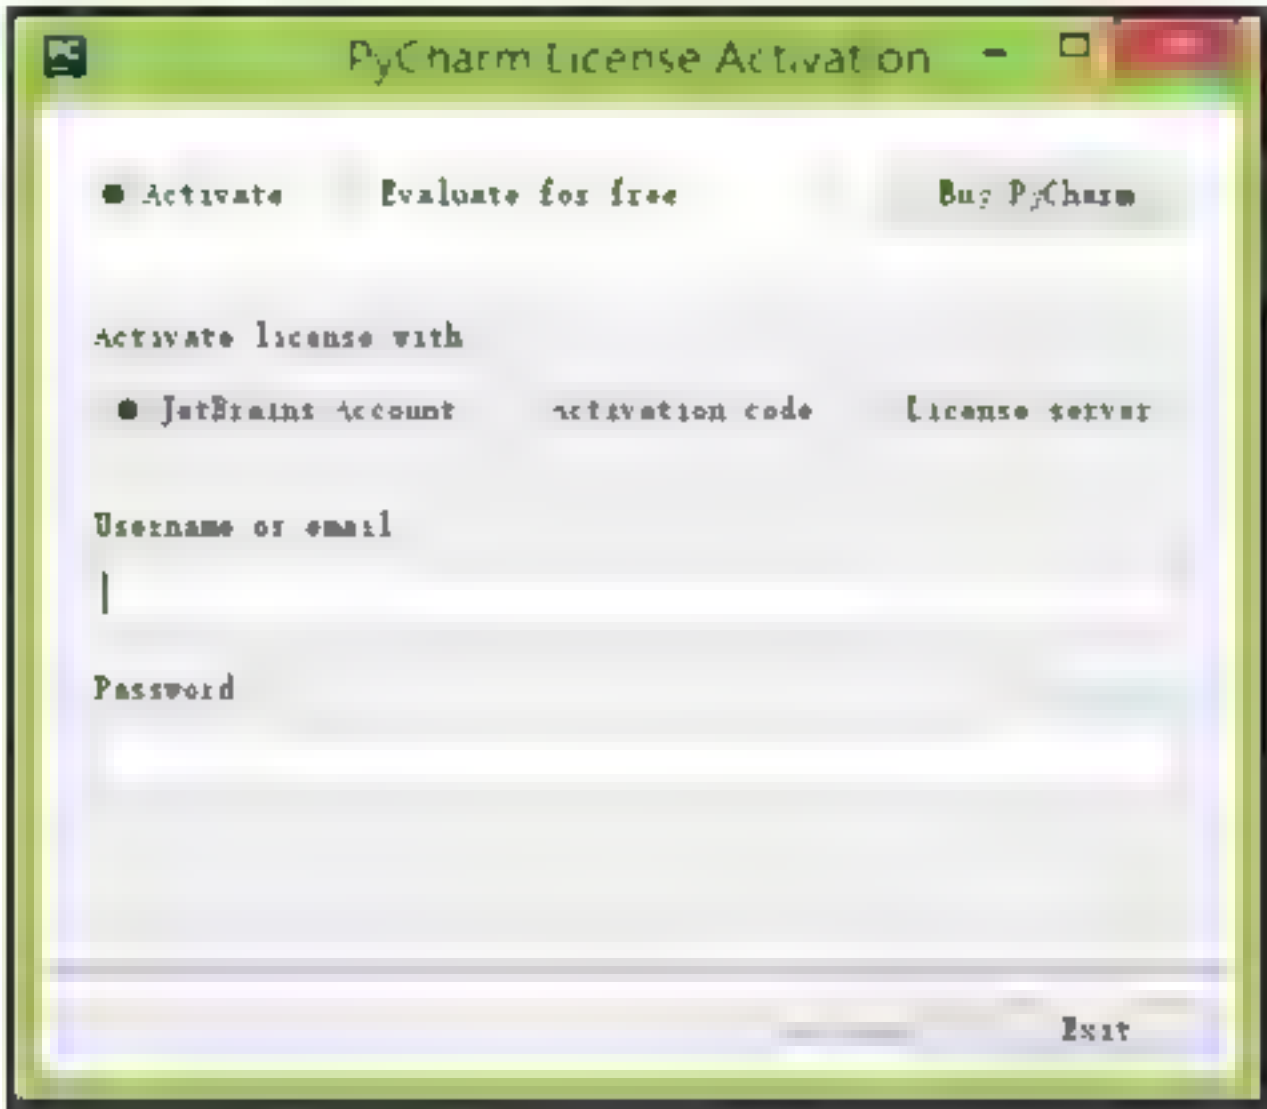 PyCharm License Activation
Activate Evaluate for free Buy PyCharm
Activate license with
JetBrains Account Activation code License server
Username or email
Password
Exit